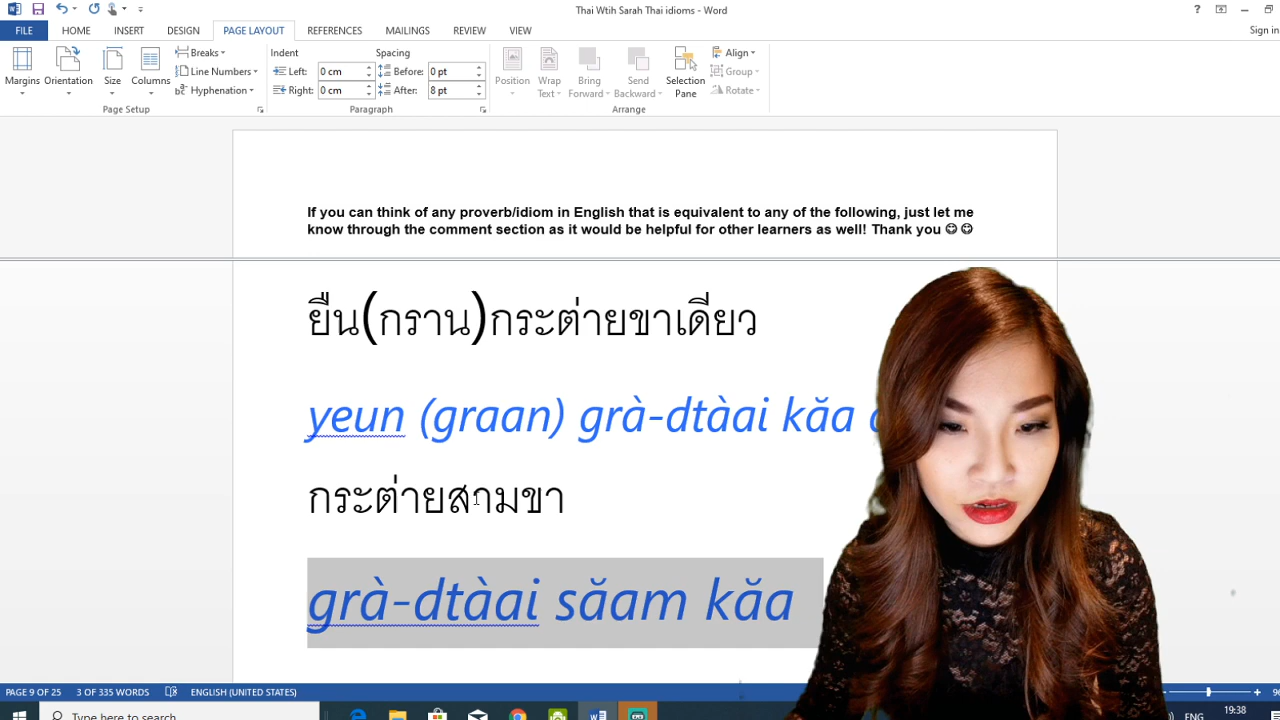 Thai Wtih Sarah Thai idioms - Word
FILE HOME INSERT DESIGN PAGE LAYOUT REFERENCES MAILINGS REVIEW VIEW Sign in
Margins Orientation Size Columns
Breaks
Line Numbers
Hyphenation
Page Setup
Indent Spacing
Left: 0 cm Before: 0 pt
Right: 0 cm After: 8 pt
Paragraph
Position Wrap Text Bring Forward Send Backward Selection Pane
Align
Group
Rotate
Arrange
If you can think of any proverb/idiom in English that is equivalent to any of the following, just let me
know through the comment section as it would be helpful for other learners as well! Thank you 😊😊
ยืน(กราน)กระต่ายขาเดียว
yeun (graan) grà-dtàai kăa
กระต่ายสามขา
grà-dtàai săam kăa
PAGE 9 OF 25 3 OF 335 WORDS ENGLISH (UNITED STATES)
Type here to search
ENG 19:38